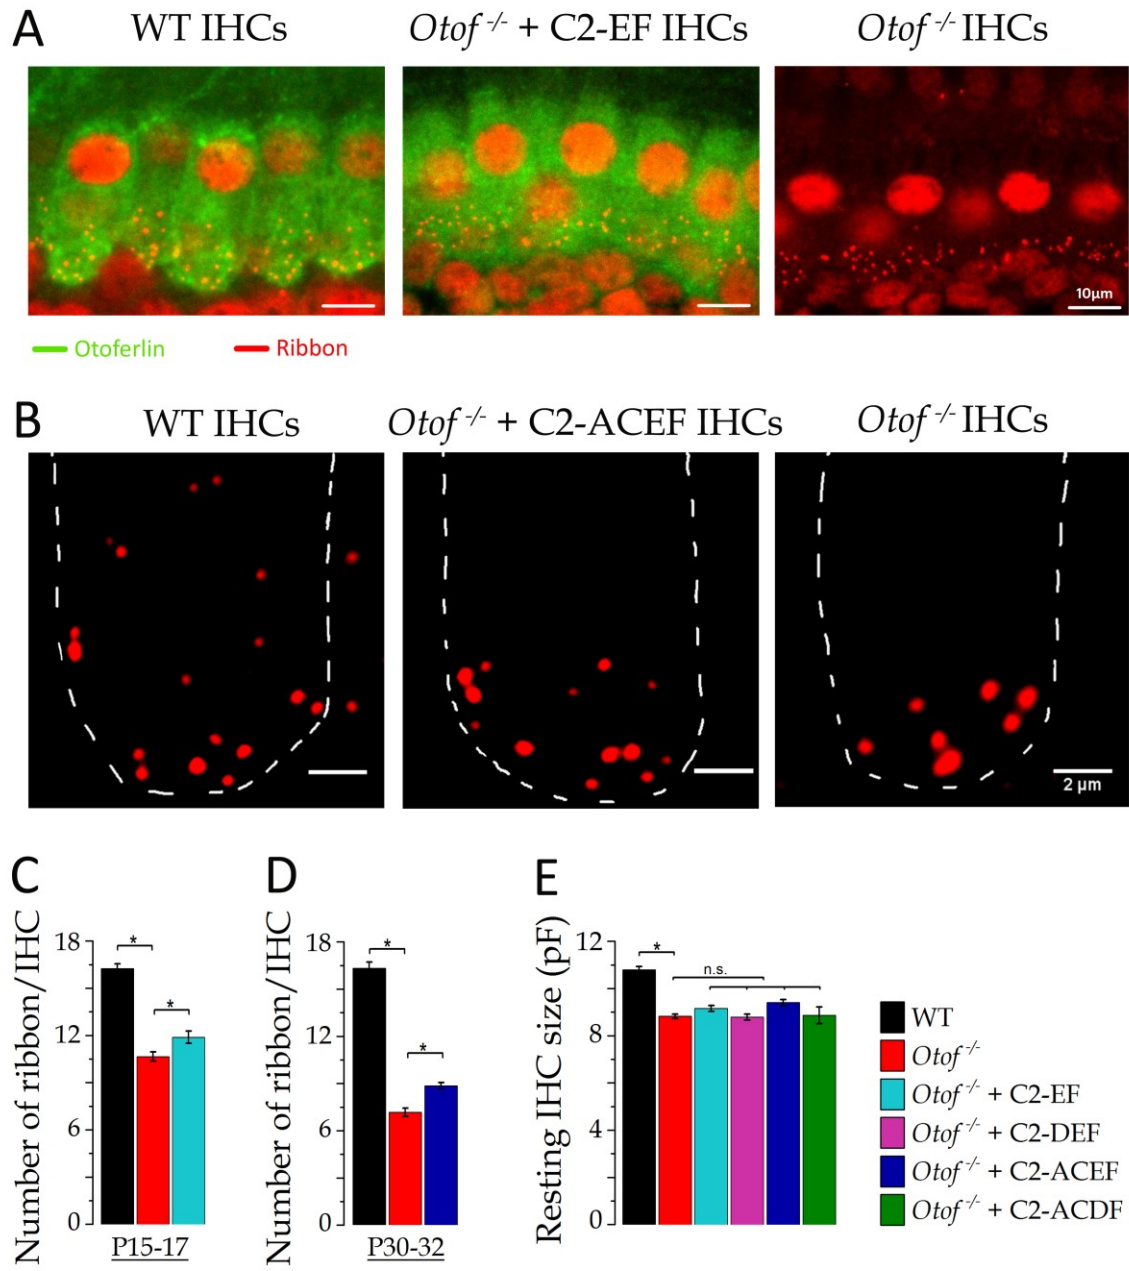 A
WT IHCs
Otof -/- + C2-EF IHCs
Otof -/- IHCs
10µm
Otoferlin
Ribbon
B
WT IHCs
Otof -/- + C2-ACEF IHCs
Otof -/- IHCs
2 µm
C
D
E
Number of ribbon/IHC
18
12
6
0
*
*
P15-17
Number of ribbon/IHC
18
12
6
0
*
*
P30-32
Resting IHC size (pF)
12
8
4
0
*
n.s.
WT
Otof -/-
Otof -/- + C2-EF
Otof -/- + C2-DEF
Otof -/- + C2-ACEF
Otof -/- + C2-ACDF